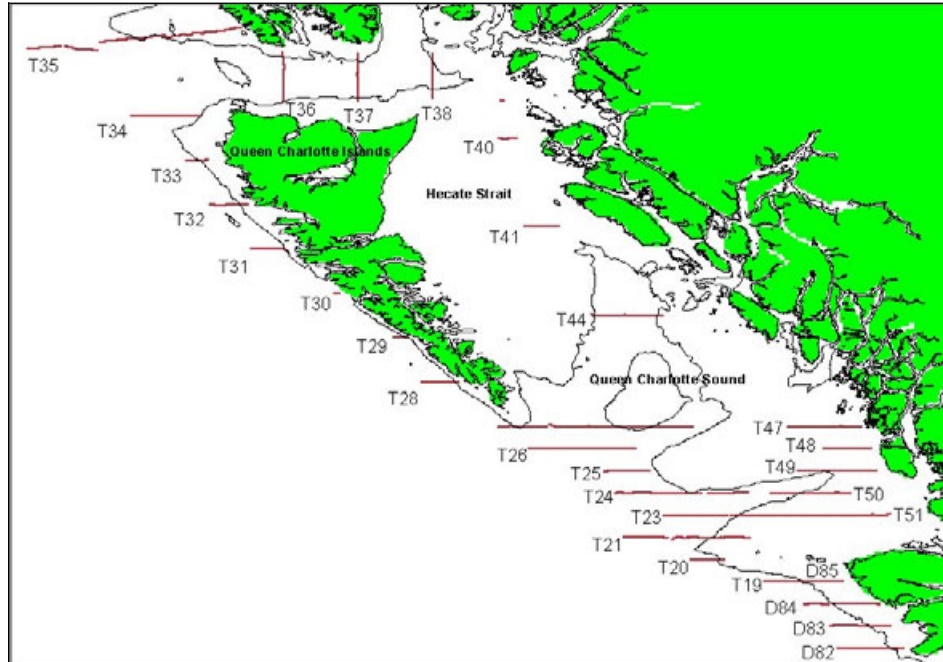 T35
T36
T37
T38
T34
T40
Queen Charlotte Islands
T33
Hecate Strait
T32
T41
T31
T30
T44
T29
Queen Charlotte Sound
T28
T47
T26
T48
T25
T49
T24
T50
T23
T51
T21
T20
D85
T19
D84
D83
D82